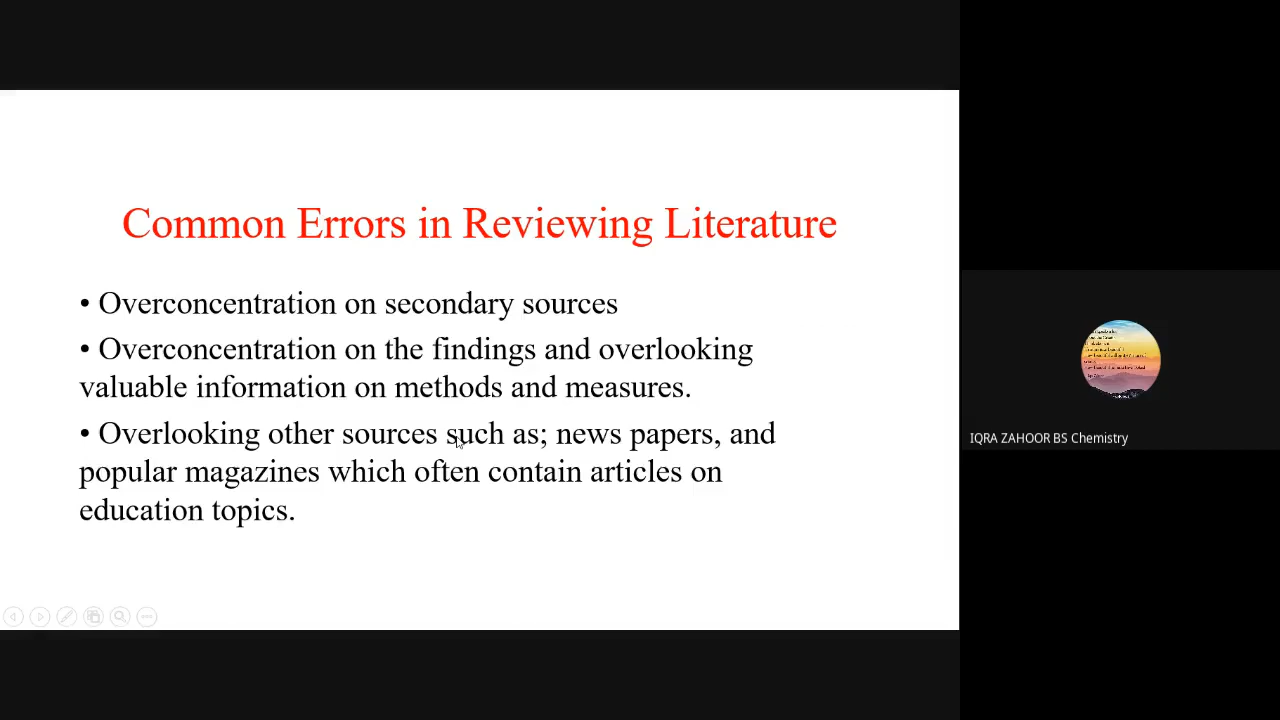 Common Errors in Reviewing Literature
• Overconcentration on secondary sources
• Overconcentration on the findings and overlooking
valuable information on methods and measures.
• Overlooking other sources such as; news papers, and
popular magazines which often contain articles on
education topics.
IQRA ZAHOOR BS Chemistry